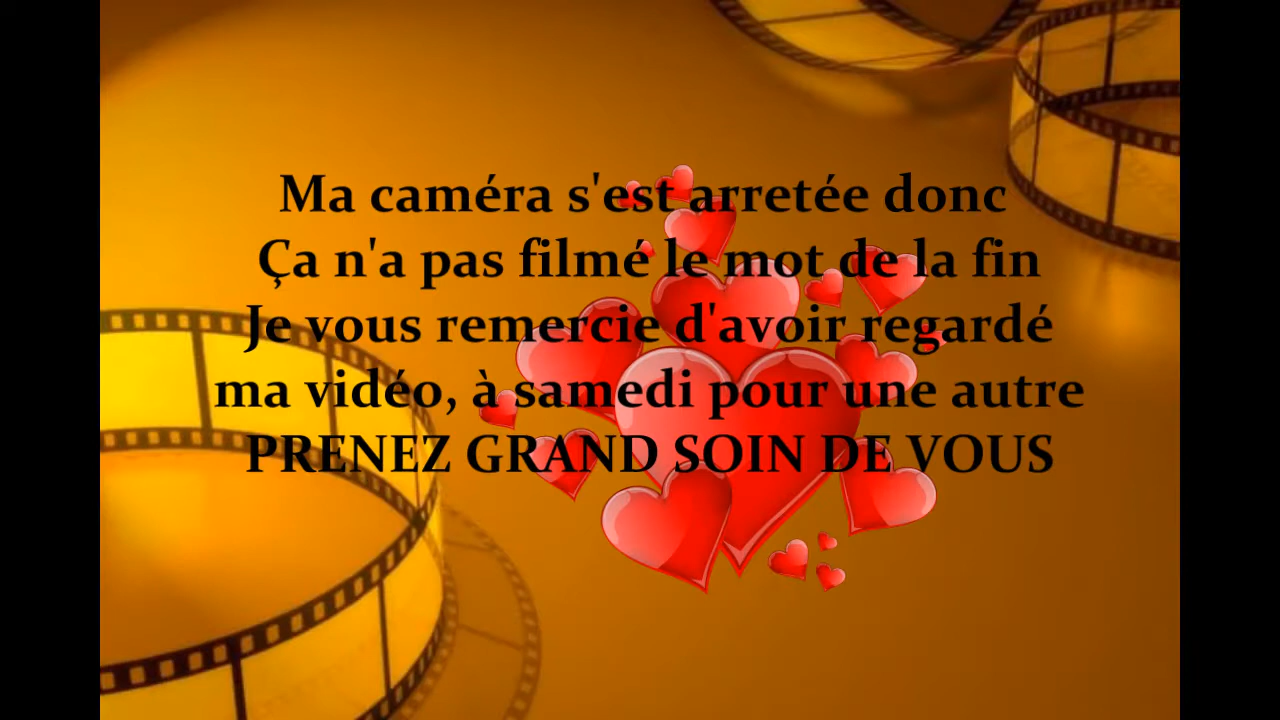 Ma caméra s'est arretée donc
Ça n'a pas filmé le mot de la fin
Je vous remercie d'avoir regardé
ma vidéo, à samedi pour une autre
PRENEZ GRAND SOIN DE VOUS